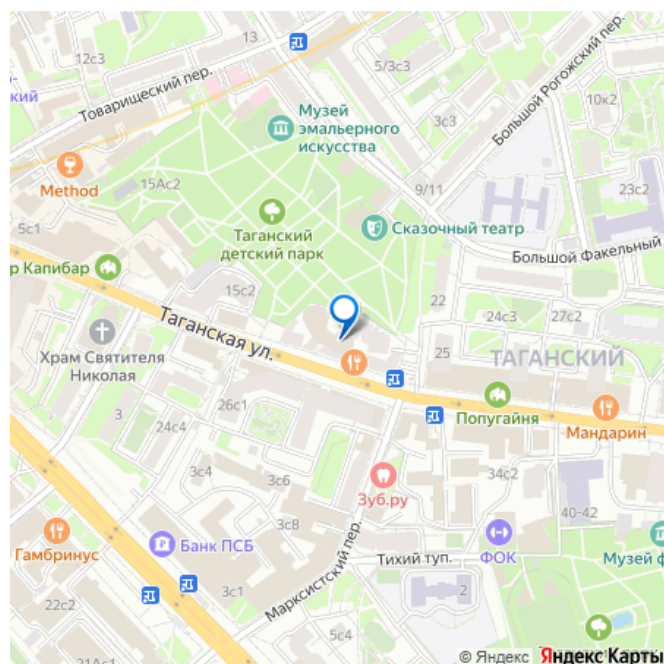 13
12с3
5/3с3
Большой Рогожский пер.
Товарищеский пер.
10к2
Музей
эмальерного
искусства
3с3
Method
15Ас2
9/11
23с2
5с1
Таганский
детский парк
Сказочный театр
Большой Факельный
р Капибар
15с2
22
24с3
27с2
Таганская ул.
Храм Святителя
Николая
25
ТАГАНСКИЙ
Попугайня
Мандарин
26с1
3
24с4
3с4
3с6
Зуб.ру
34с2
40-42
Гамбринус
Банк ПСБ
3с8
ФОК
Музей ф
Тихий туп.
3с1
Марксистский пер.
2
22с2
5с4
21Ас1
© Яндекс Яндекс Карты